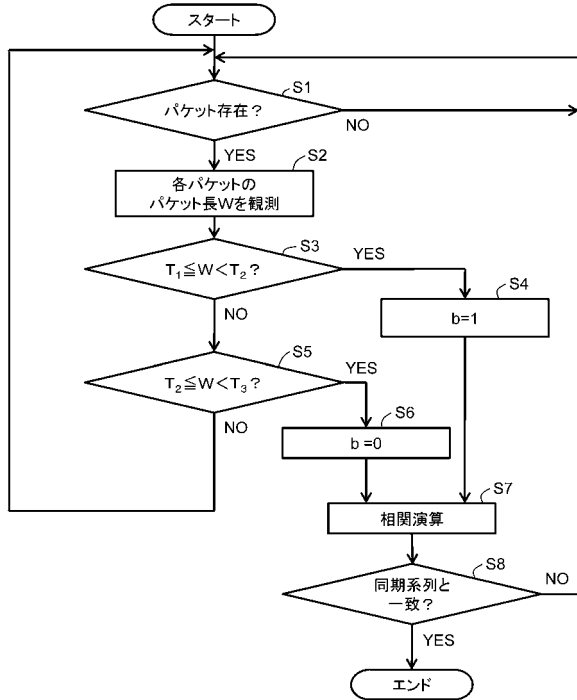 スタート
S1
パケット存在?
NO
YES
S2
各パケットの
パケット長Wを観測
S3
T₁≦W<T₂?
YES
S4
b=1
NO
S5
T₂≦W<T₃?
YES
S6
b=0
NO
S7
相関演算
S8
同期系列と
一致?
NO
YES
エンド